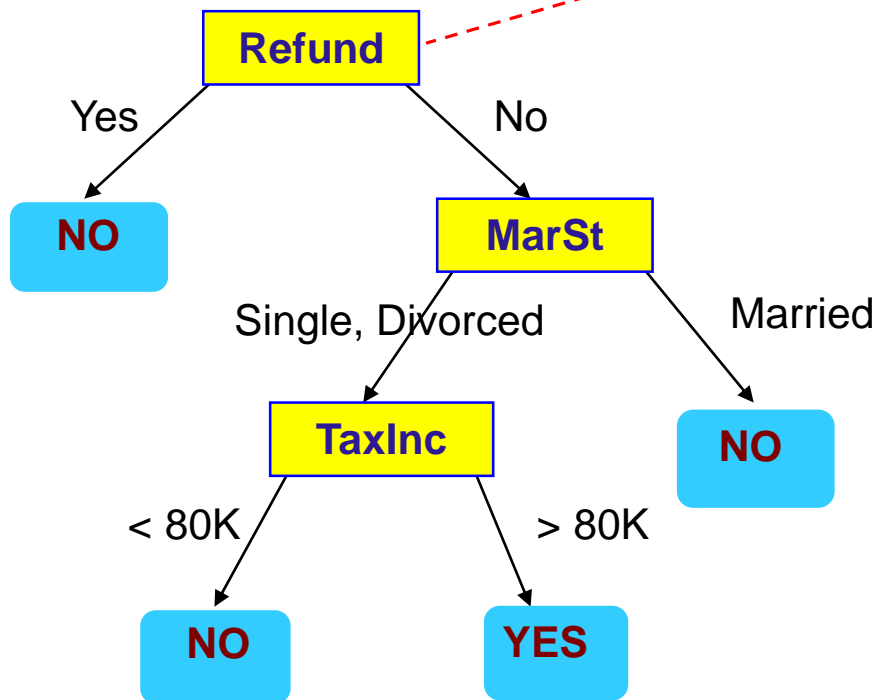 Refund
Yes
No
NO
MarSt
Single, Divorced
Married
TaxInc
NO
< 80K
> 80K
NO
YES